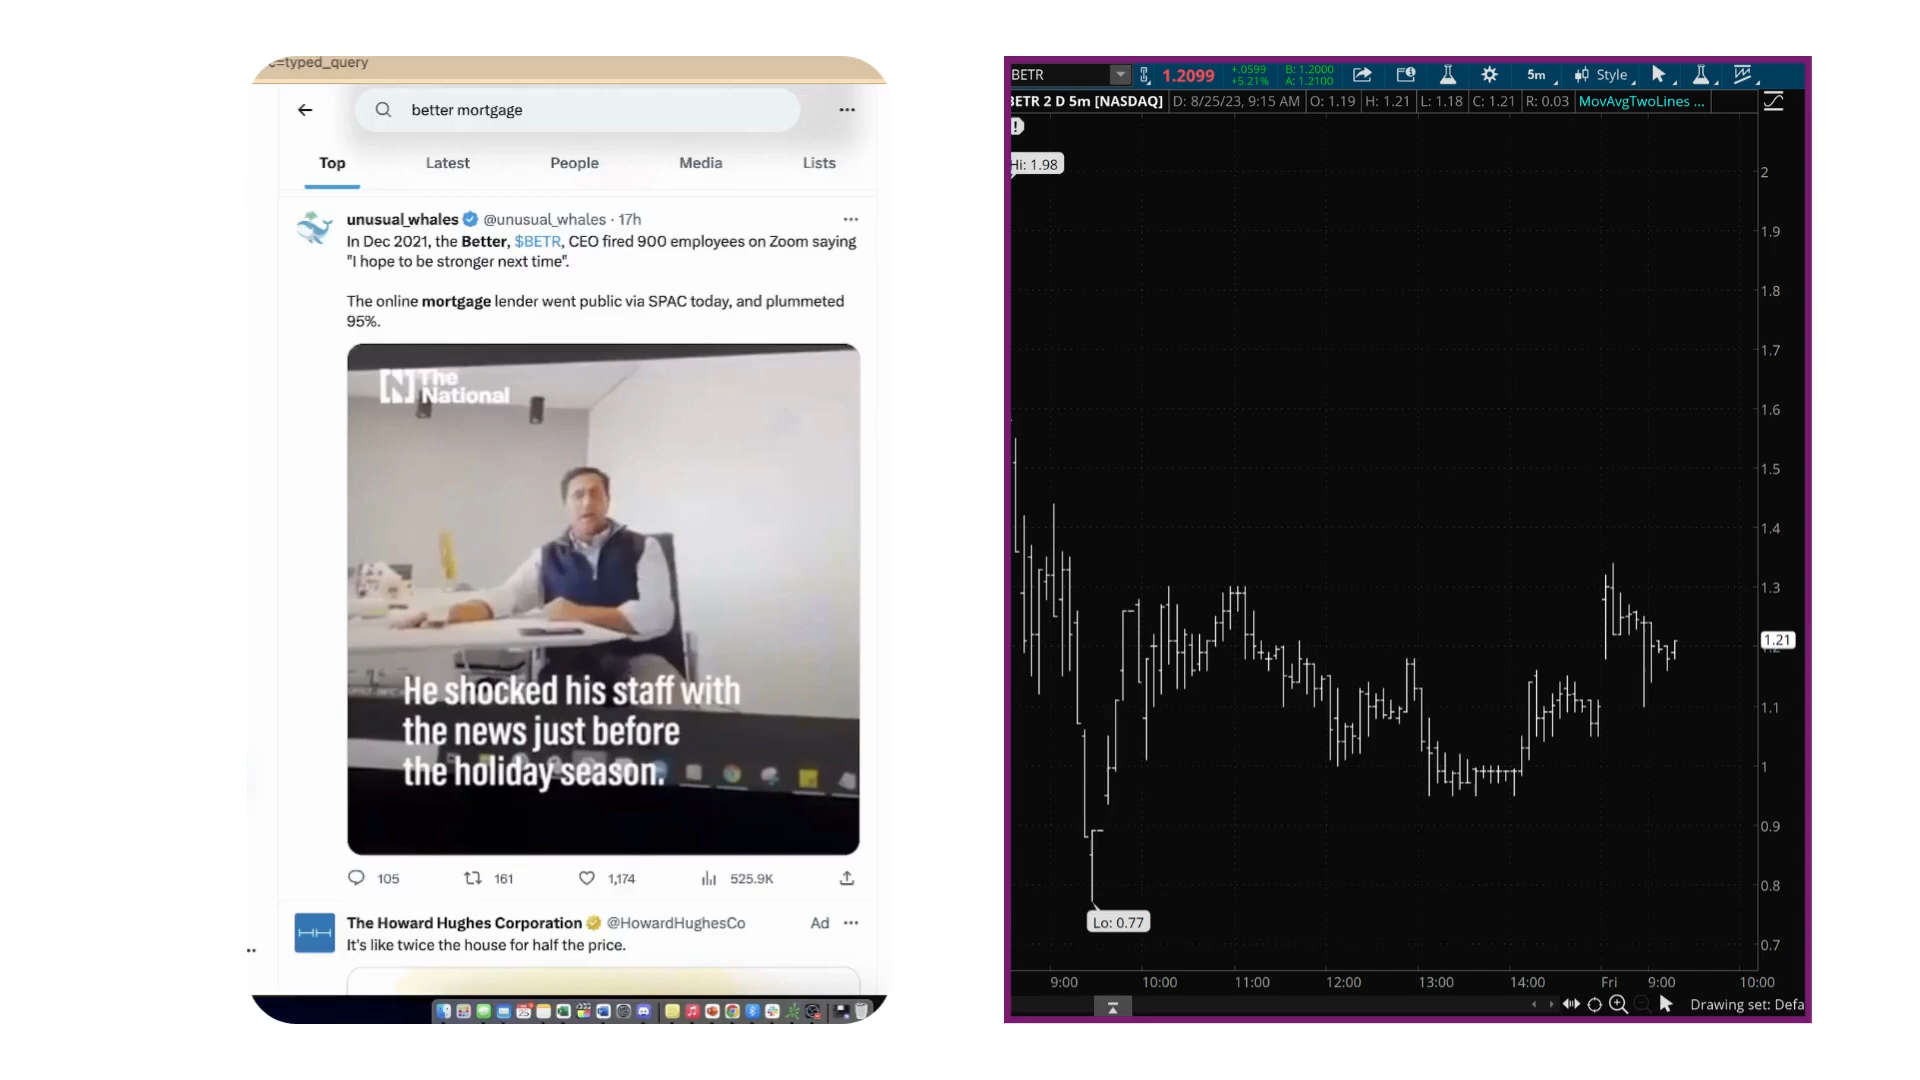 c=typed_query
better mortgage
Top
Latest
People
Media
Lists
unusual_whales @unusual_whales · 17h
In Dec 2021, the Better, $BETR, CEO fired 900 employees on Zoom saying
"I hope to be stronger next time".
The online mortgage lender went public via SPAC today, and plummeted
95%.
The
National
He shocked his staff with
the news just before
the holiday season.
105
161
1,174
525.9K
The Howard Hughes Corporation @HowardHughesCo
Ad
It's like twice the house for half the price.
25
BETR
1.2099
+.0599
+5.21%
B: 1.2000
A: 1.2100
5m
Style
BETR 2 D 5m [NASDAQ]
D: 8/25/23, 9:15 AM
O: 1.19
H: 1.21
L: 1.18
C: 1.21
R: 0.03
MovAvgTwoLines ...
Hi: 1.98
2
1.9
1.8
1.7
1.6
1.5
1.4
1.3
1.21
1.1
1
0.9
0.8
0.7
Lo: 0.77
9:00
10:00
11:00
12:00
13:00
14:00
Fri
9:00
10:00
Drawing set: Defa